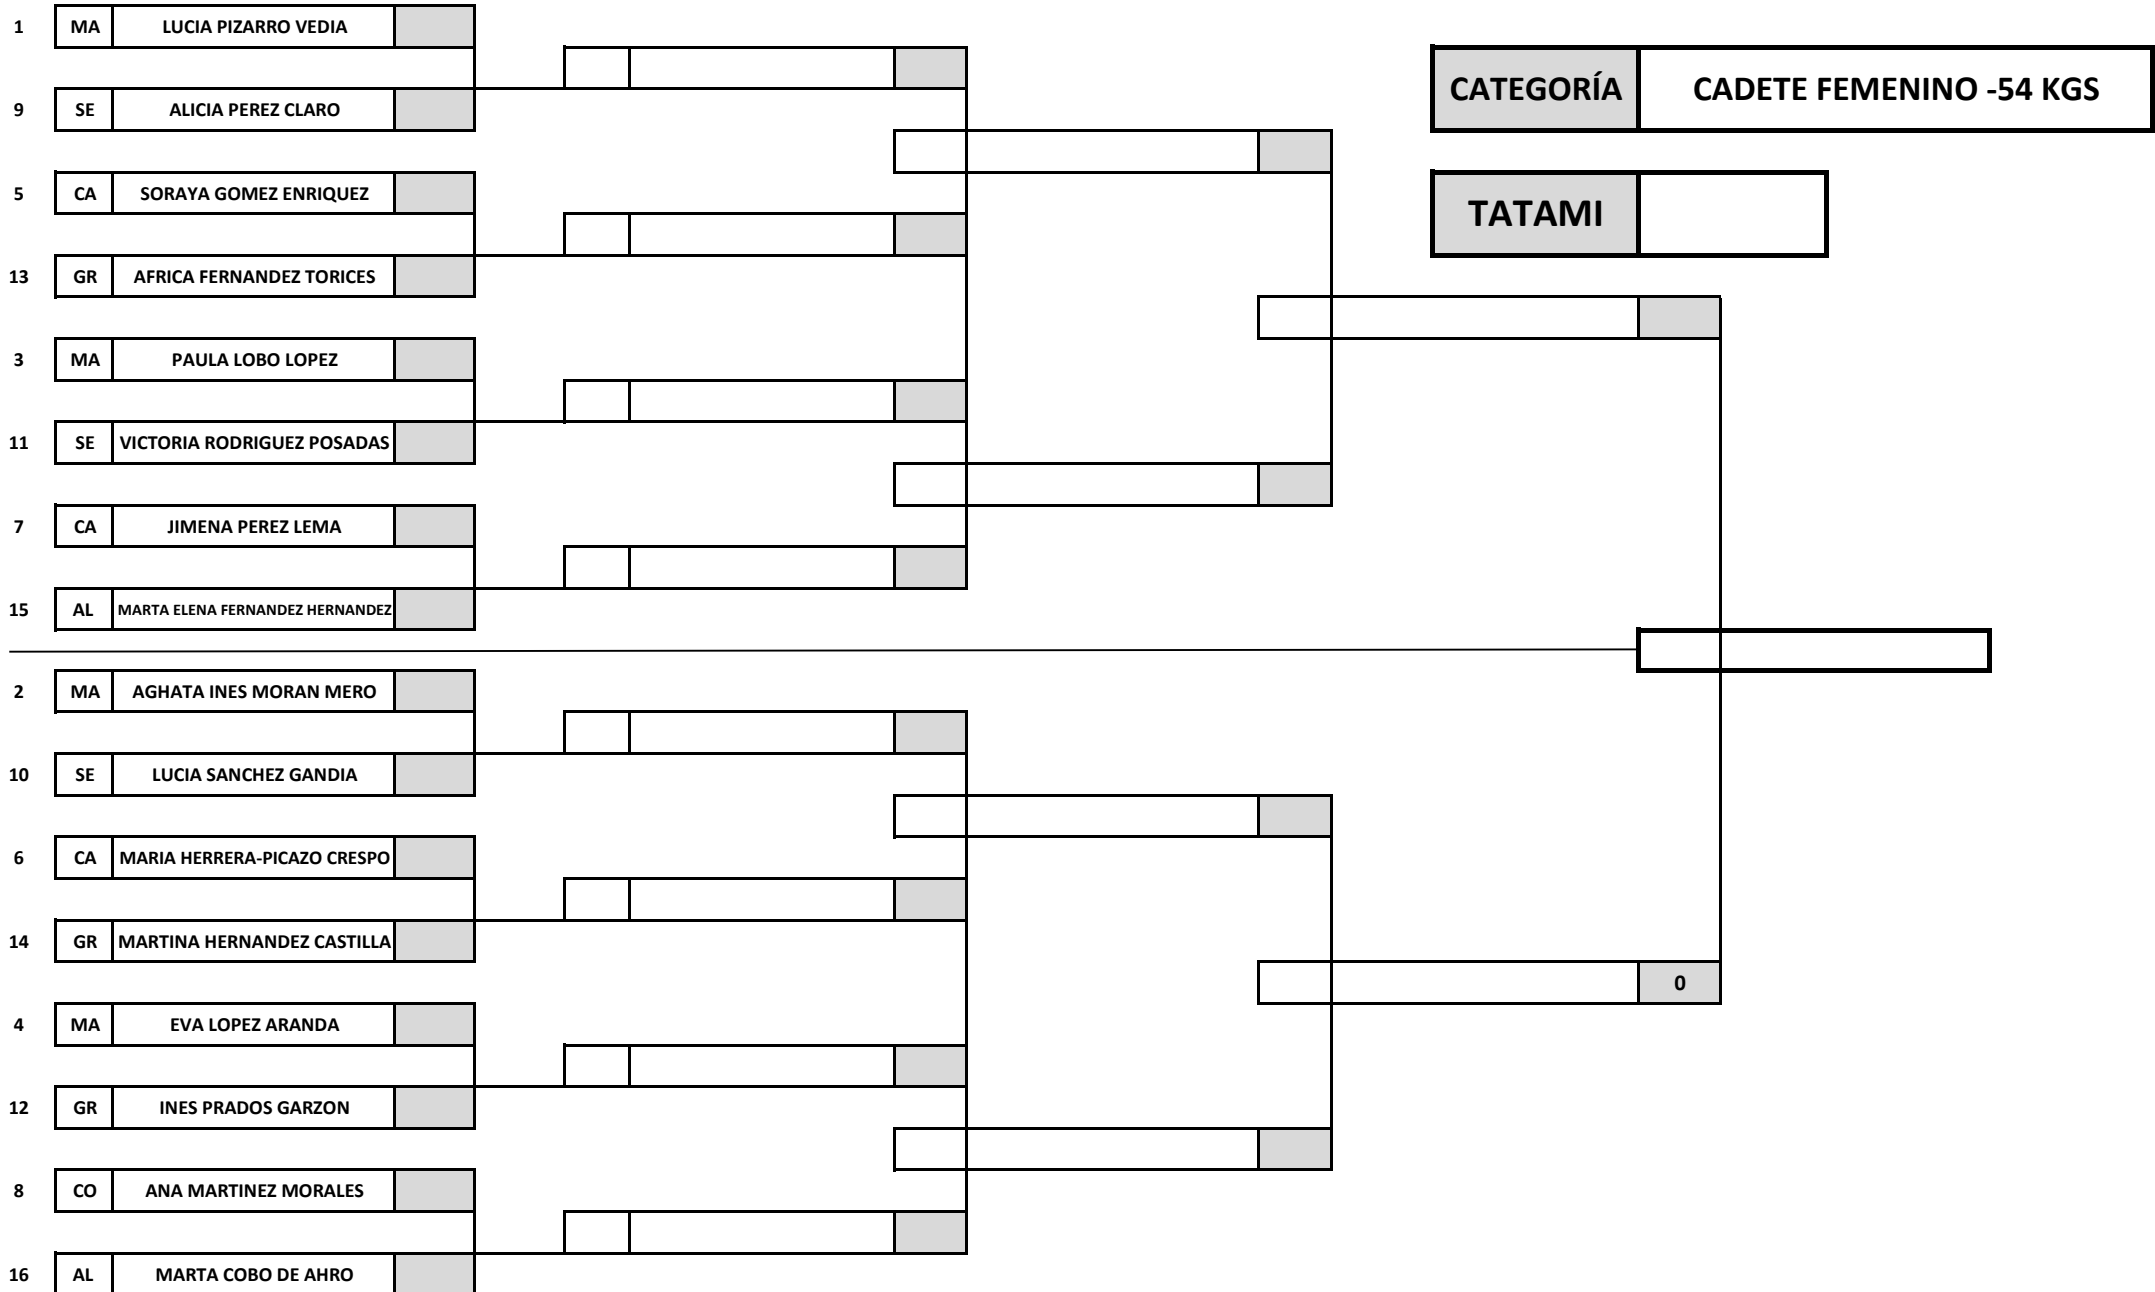 1 MA LUCIA PIZARRO VEDIA
CATEGORÍA CADETE FEMENINO -54 KGS
9 SE ALICIA PEREZ CLARO
5 CA SORAYA GOMEZ ENRIQUEZ
TATAMI
13 GR AFRICA FERNANDEZ TORICES
3 MA PAULA LOBO LOPEZ
11 SE VICTORIA RODRIGUEZ POSADAS
7 CA JIMENA PEREZ LEMA
15 AL MARTA ELENA FERNANDEZ HERNANDEZ
2 MA AGHATA INES MORAN MERO
10 SE LUCIA SANCHEZ GANDIA
6 CA MARIA HERRERA-PICAZO CRESPO
14 GR MARTINA HERNANDEZ CASTILLA
0
4 MA EVA LOPEZ ARANDA
12 GR INES PRADOS GARZON
8 CO ANA MARTINEZ MORALES
16 AL MARTA COBO DE AHRO